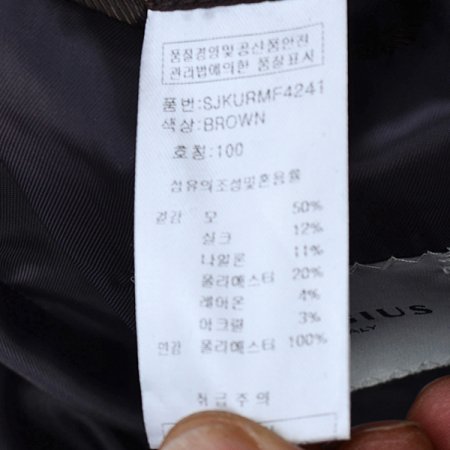 품질경영및공산품안전
관리법에의한 품질표시
품번: SJKURMF4241
색상: BROWN
호칭: 100
섬유의조성및혼용률
겉감 모 50%
실크 12%
나일론 11%
폴리에스터 20%
레이온 4%
아크릴 3%
안감 폴리에스터 100%
취급주의